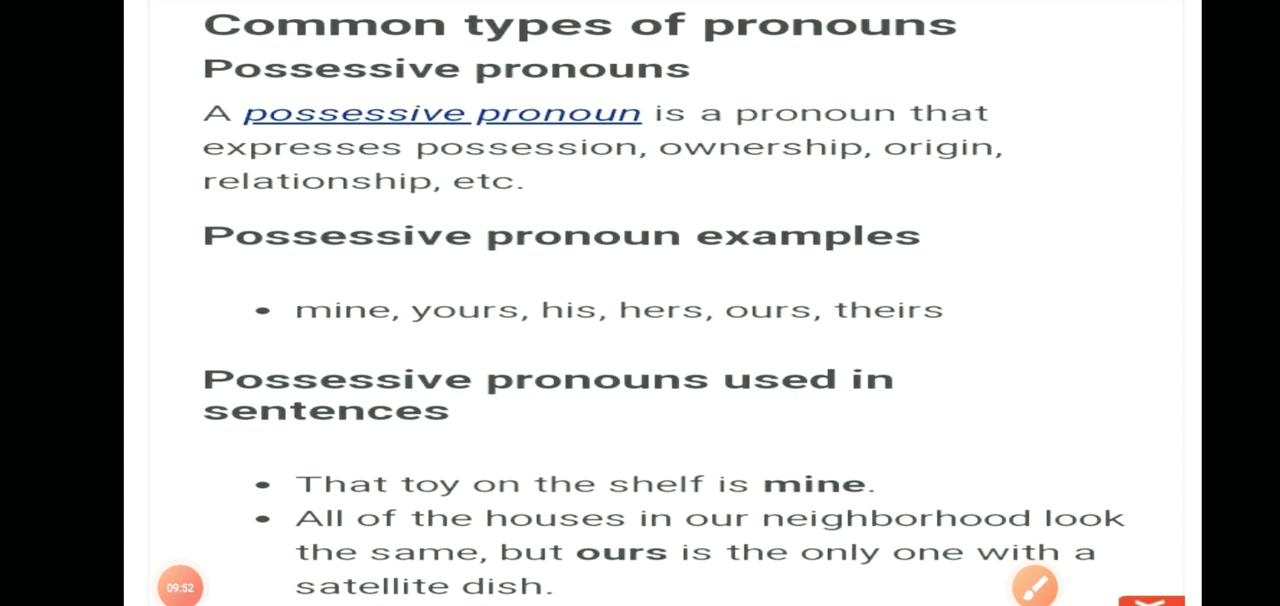 Common types of pronouns
Possessive pronouns
A possessive pronoun is a pronoun that
expresses possession, ownership, origin,
relationship, etc.
Possessive pronoun examples
• mine, yours, his, hers, ours, theirs
Possessive pronouns used in
sentences
• That toy on the shelf is mine.
• All of the houses in our neighborhood look
the same, but ours is the only one with a
satellite dish.
09:52